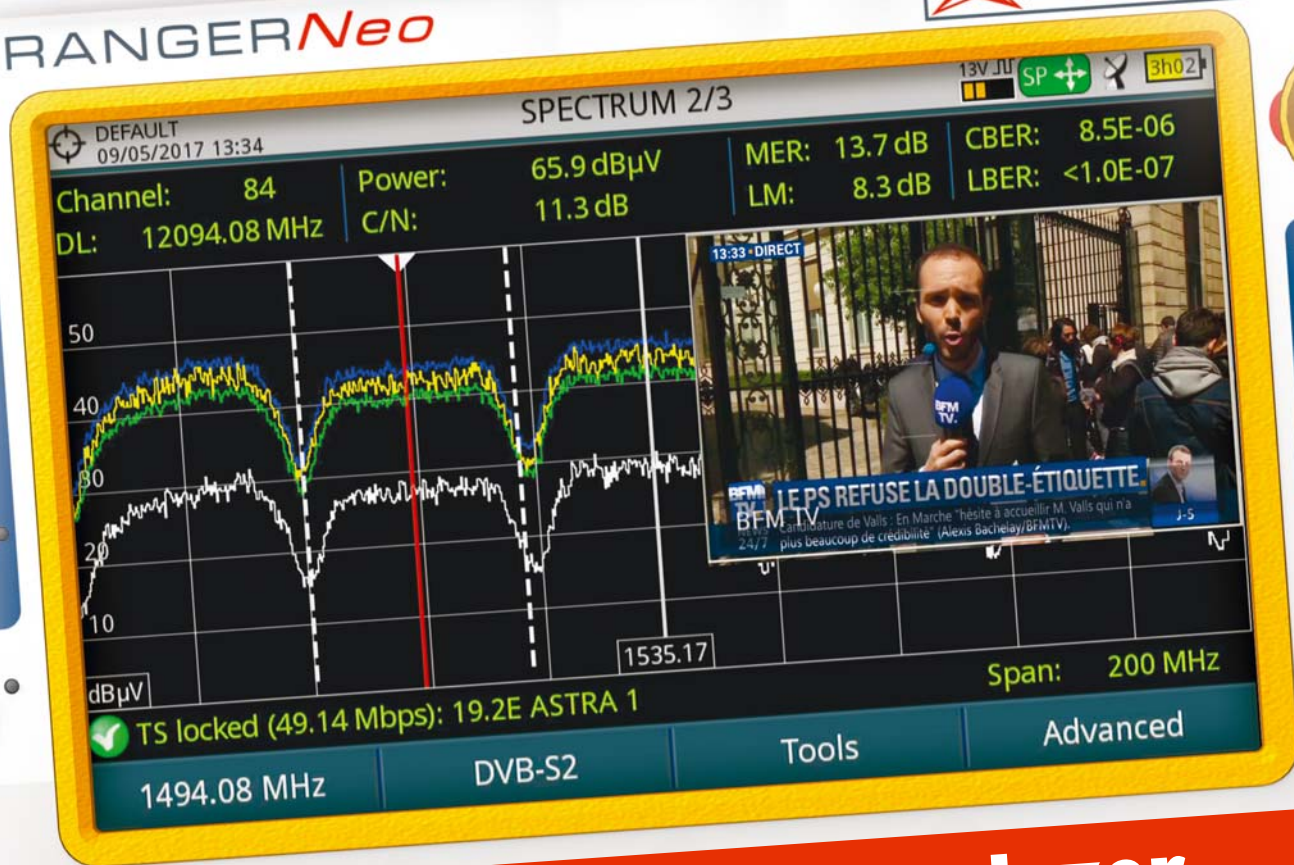 RANGERNeo
DEFAULT
09/05/2017 13:34
SPECTRUM 2/3
13V
SP
3h02
Channel: 84
Power: 65.9 dBµV
MER: 13.7 dB
CBER: 8.5E-06
DL: 12094.08 MHz
C/N: 11.3 dB
LM: 8.3 dB
LBER: <1.0E-07
13:33 DIRECT
50
40
30
20
10
dBµV
BFM TV.
BFM TV
LE PS REFUSE LA DOUBLE-ÉTIQUETTE.
BFM TV
NEWS 24/7
Candidature de Valls : En Marche "hésite à accueillir M. Valls qui n'a
plus beaucoup de crédibilité" (Alexis Bachelay/BFMTV).
J-5
1535.17
Span: 200 MHz
TS locked (49.14 Mbps): 19.2E ASTRA 1
1494.08 MHz
DVB-S2
Tools
Advanced